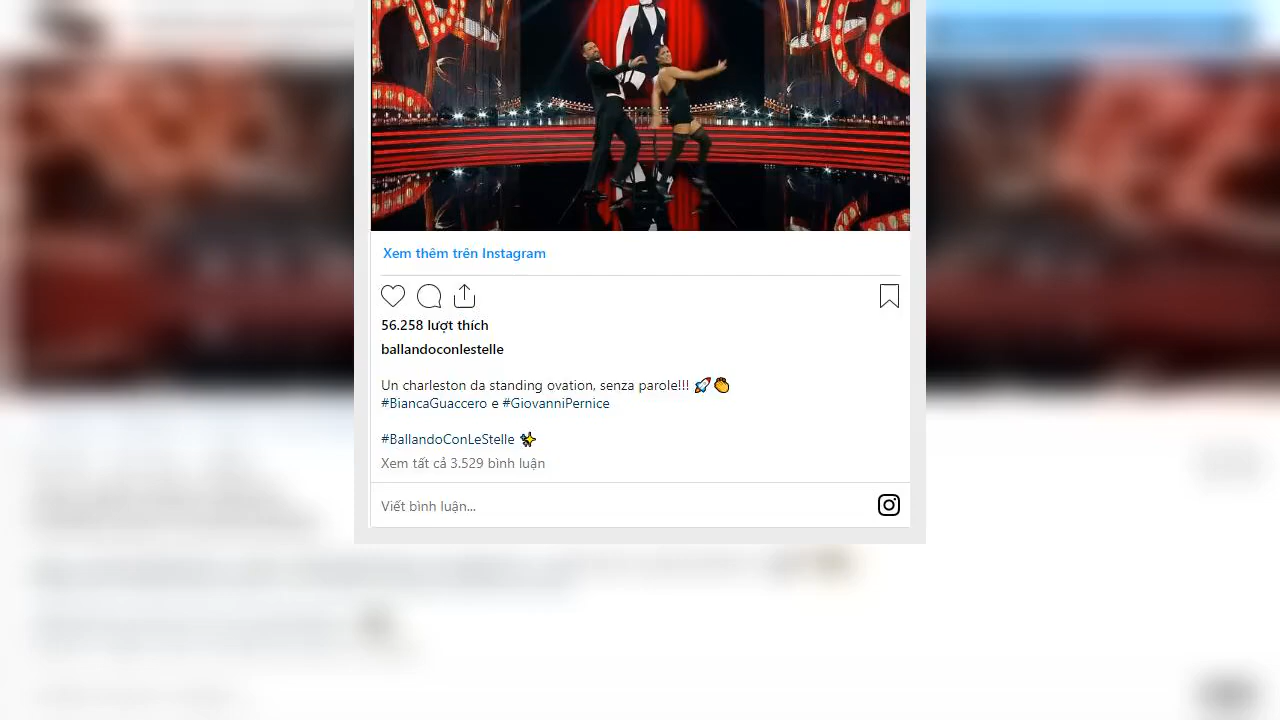 Xem thêm trên Instagram
56.258 lượt thích
ballandoconlestelle
Un charleston da standing ovation, senza parole!!! 🚀👏
#BiancaGuaccero e #GiovanniPernice
#BallandoConLeStelle ✨
Xem tất cả 3.529 bình luận
Viết bình luận...